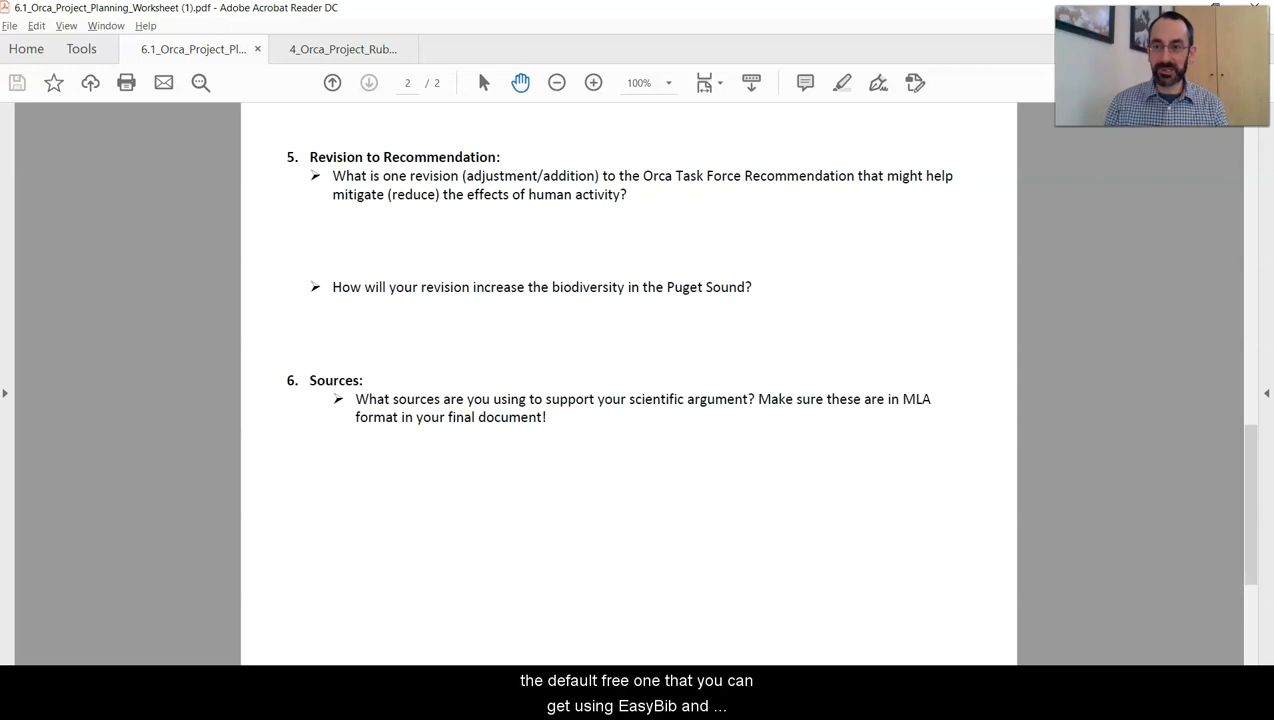 6.1_Orca_Project_Planning_Worksheet (1).pdf - Adobe Acrobat Reader DC
File Edit View Window Help
Home Tools 6.1_Orca_Project_Pl... × 4_Orca_Project_Rub...
2 / 2 100%
5. Revision to Recommendation:
➢ What is one revision (adjustment/addition) to the Orca Task Force Recommendation that might help
mitigate (reduce) the effects of human activity?
➢ How will your revision increase the biodiversity in the Puget Sound?
6. Sources:
➢ What sources are you using to support your scientific argument? Make sure these are in MLA
format in your final document!
the default free one that you can
get using EasyBib and ...